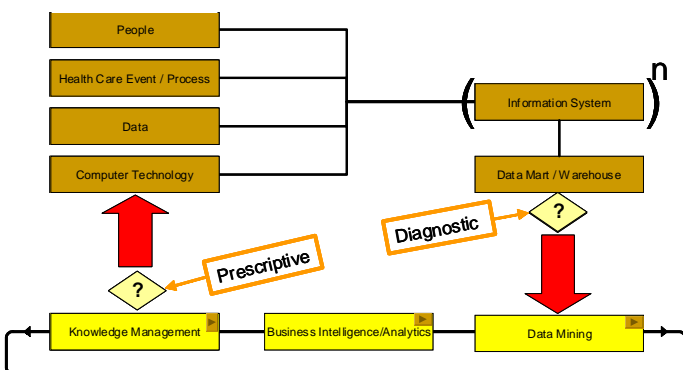 People
Health Care Event / Process
Data
Computer Technology
( Information System )n
Data Mart / Warehouse
?
Diagnostic
Prescriptive
?
Knowledge Management
Business Intelligence/Analytics
Data Mining